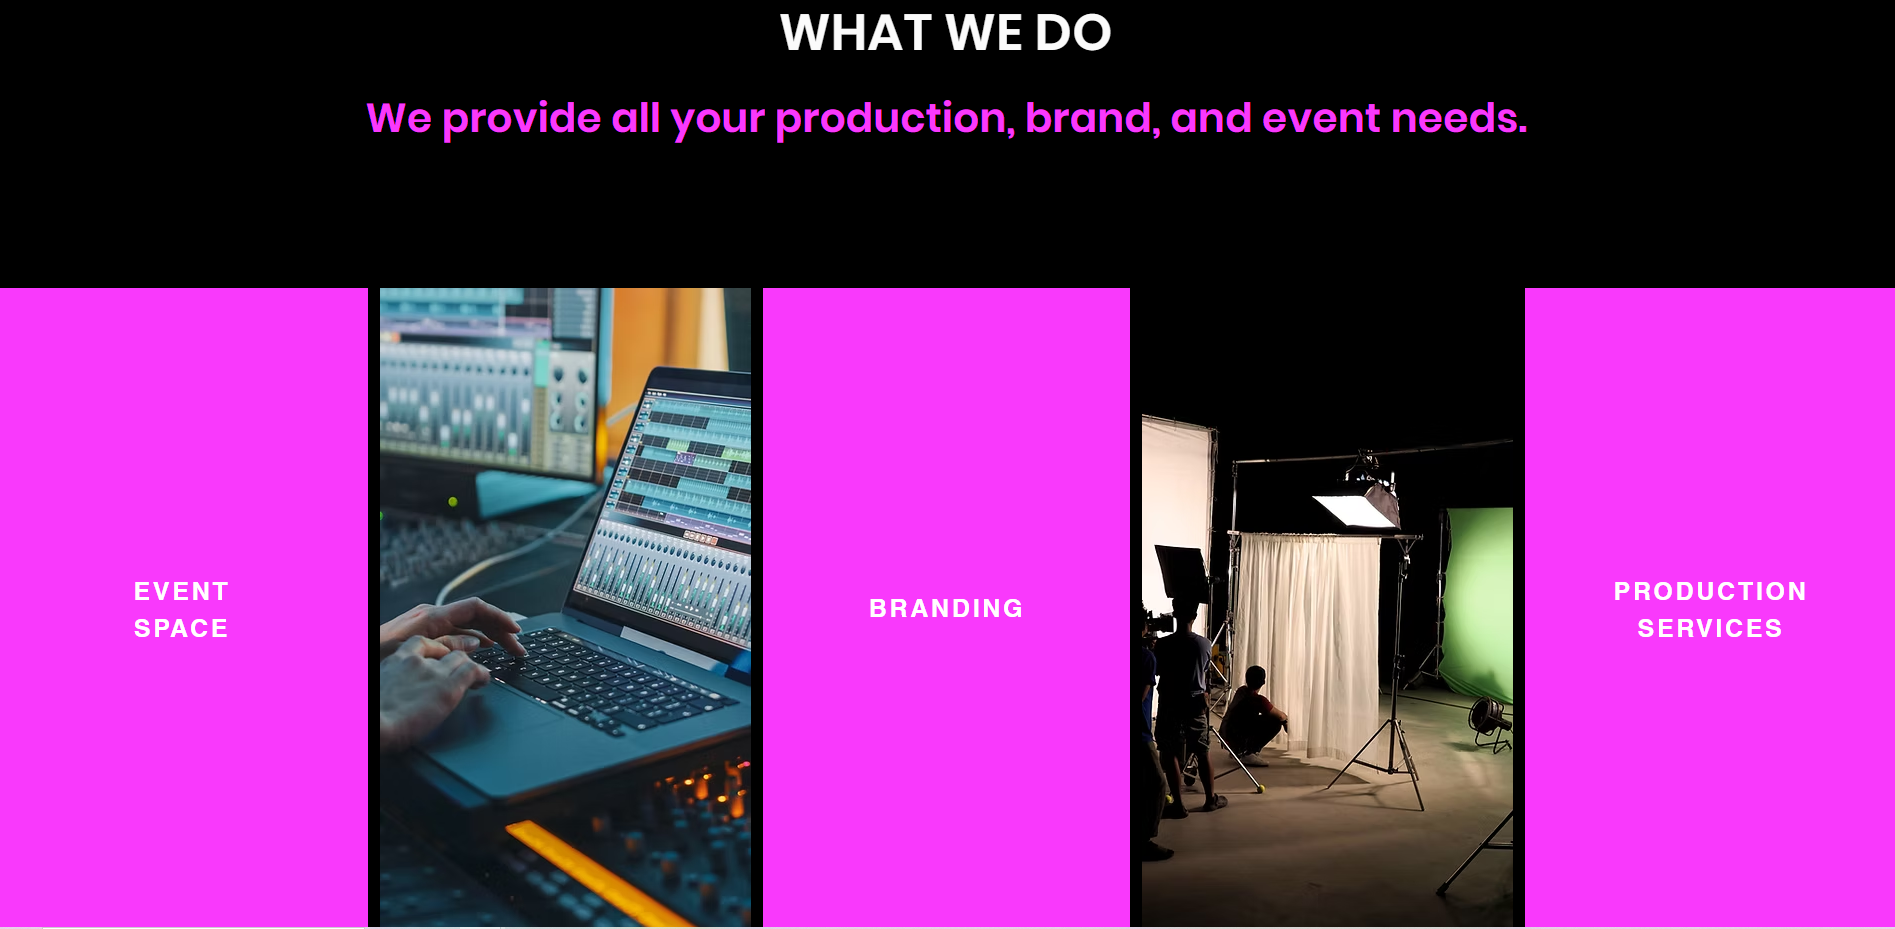 WHAT WE DO
We provide all your production, brand, and event needs.
EVENT
SPACE
BRANDING
PRODUCTION
SERVICES